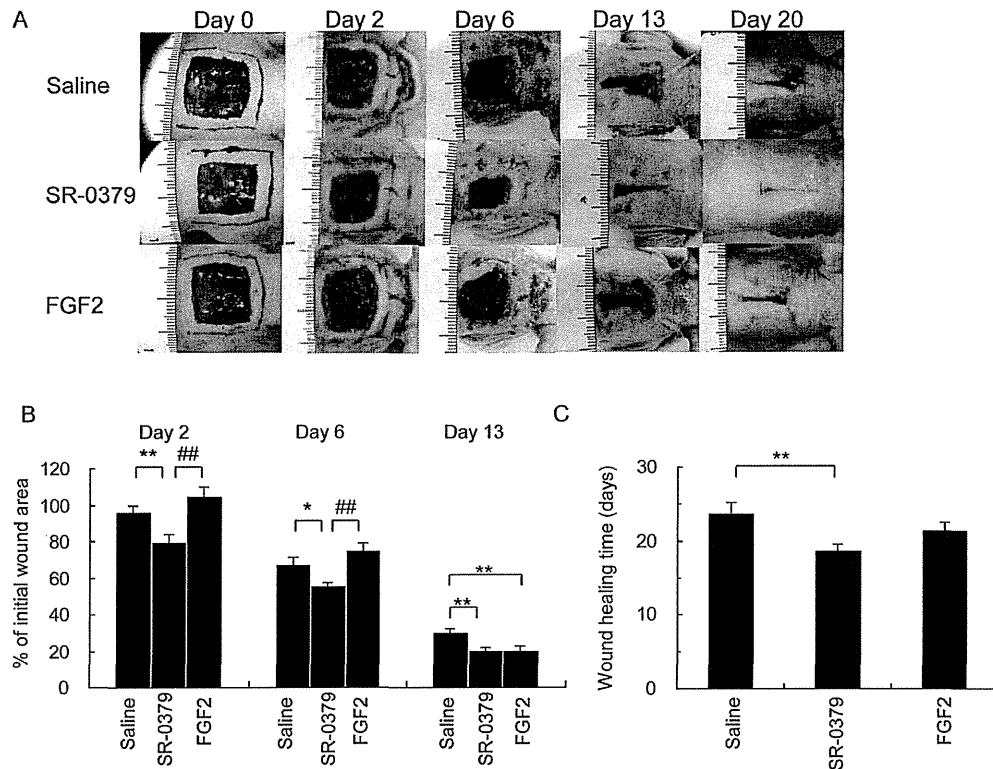 A
Day 0 Day 2 Day 6 Day 13 Day 20
Saline
SR-0379
FGF2
B
Day 2 Day 6 Day 13
** ##
* ##
**
**
% of initial wound area
120
100
80
60
40
20
0
Saline SR-0379 FGF2 Saline SR-0379 FGF2 Saline SR-0379 FGF2
C
**
Wound healing time (days)
30
20
10
0
Saline SR-0379 FGF2